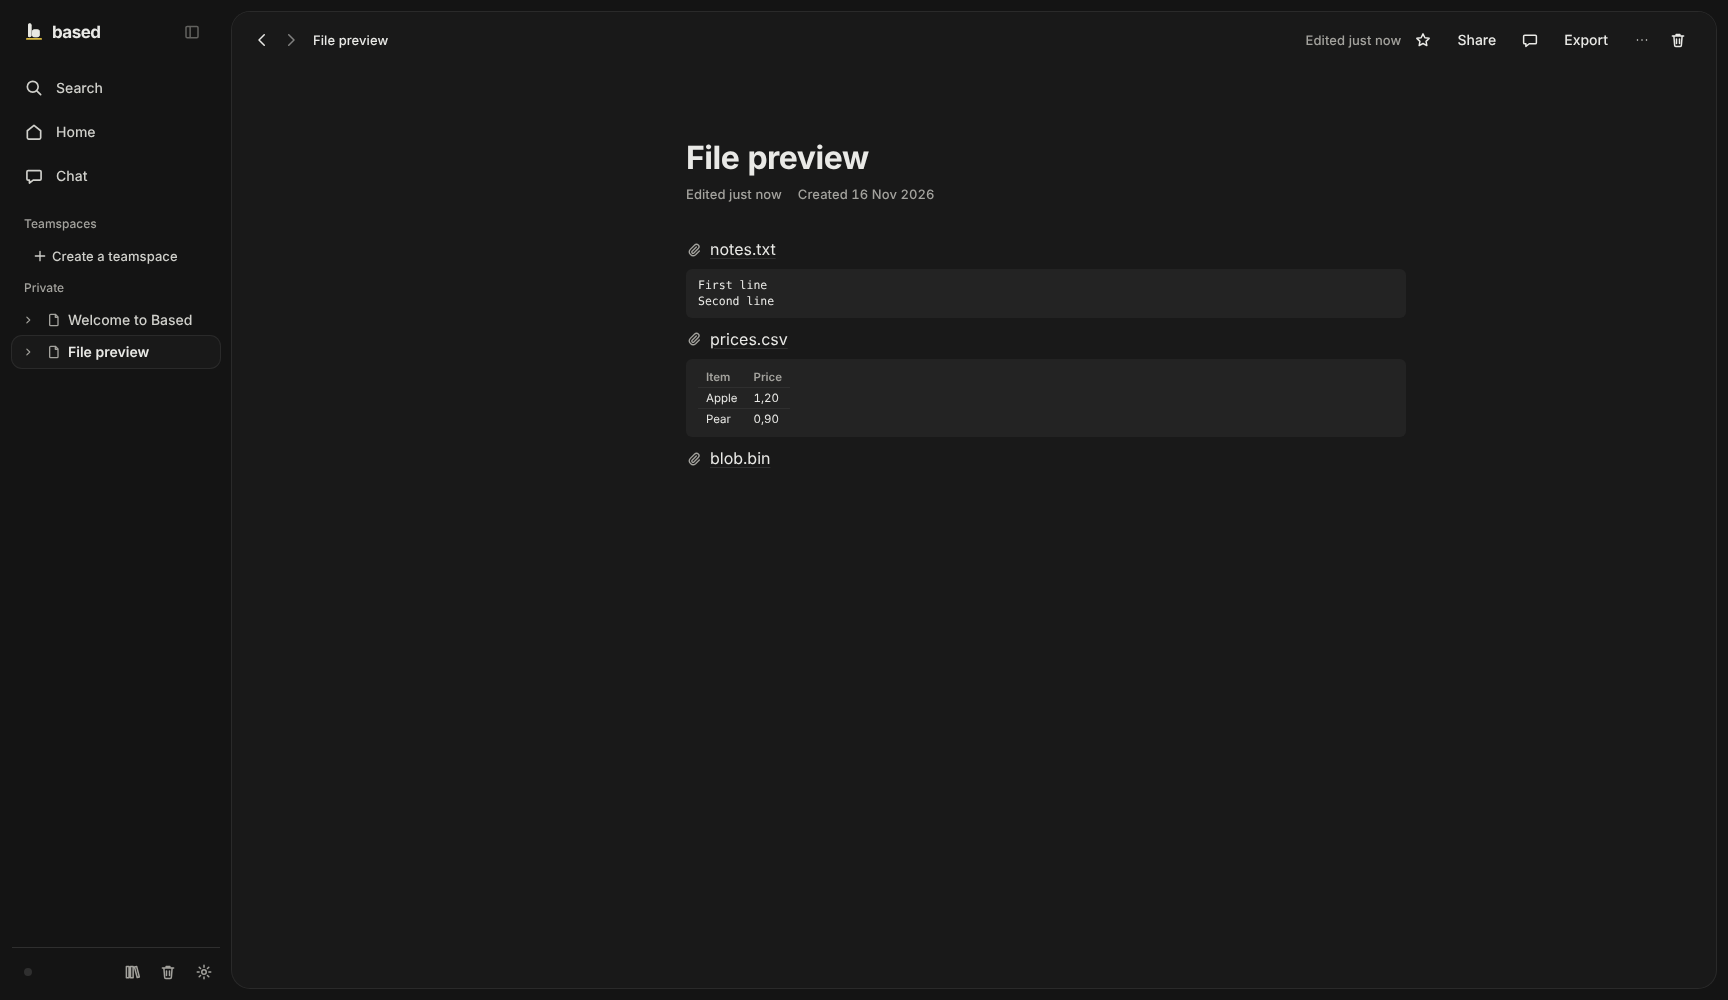 based
Search
Home
Chat
Teamspaces
Create a teamspace
Private
Welcome to Based
File preview
File preview
Edited just now
Share
Export
File preview
Edited just now Created 16 Nov 2026
notes.txt
First line
Second line
prices.csv
Item Price
Apple 1,20
Pear 0,90
blob.bin